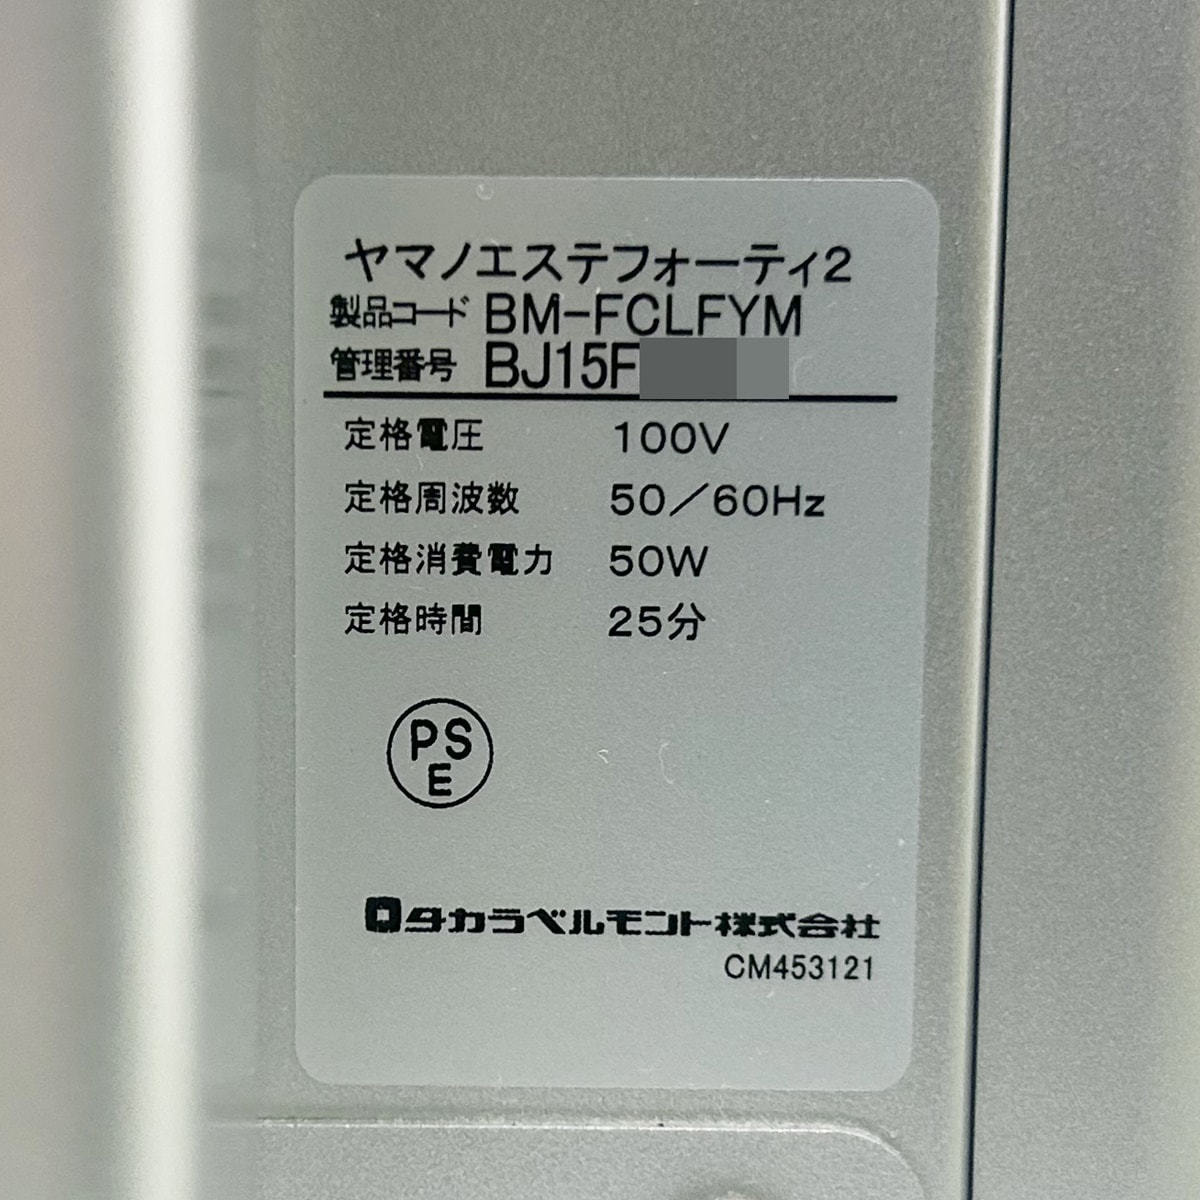 ヤマノエステフォーティ2
製品コード BM-FCLFYM
管理番号 BJ15F
定格電圧 100V
定格周波数 50／60Hz
定格消費電力 50W
定格時間 25分
PS
E
タカラベルモント株式会社
CM453121